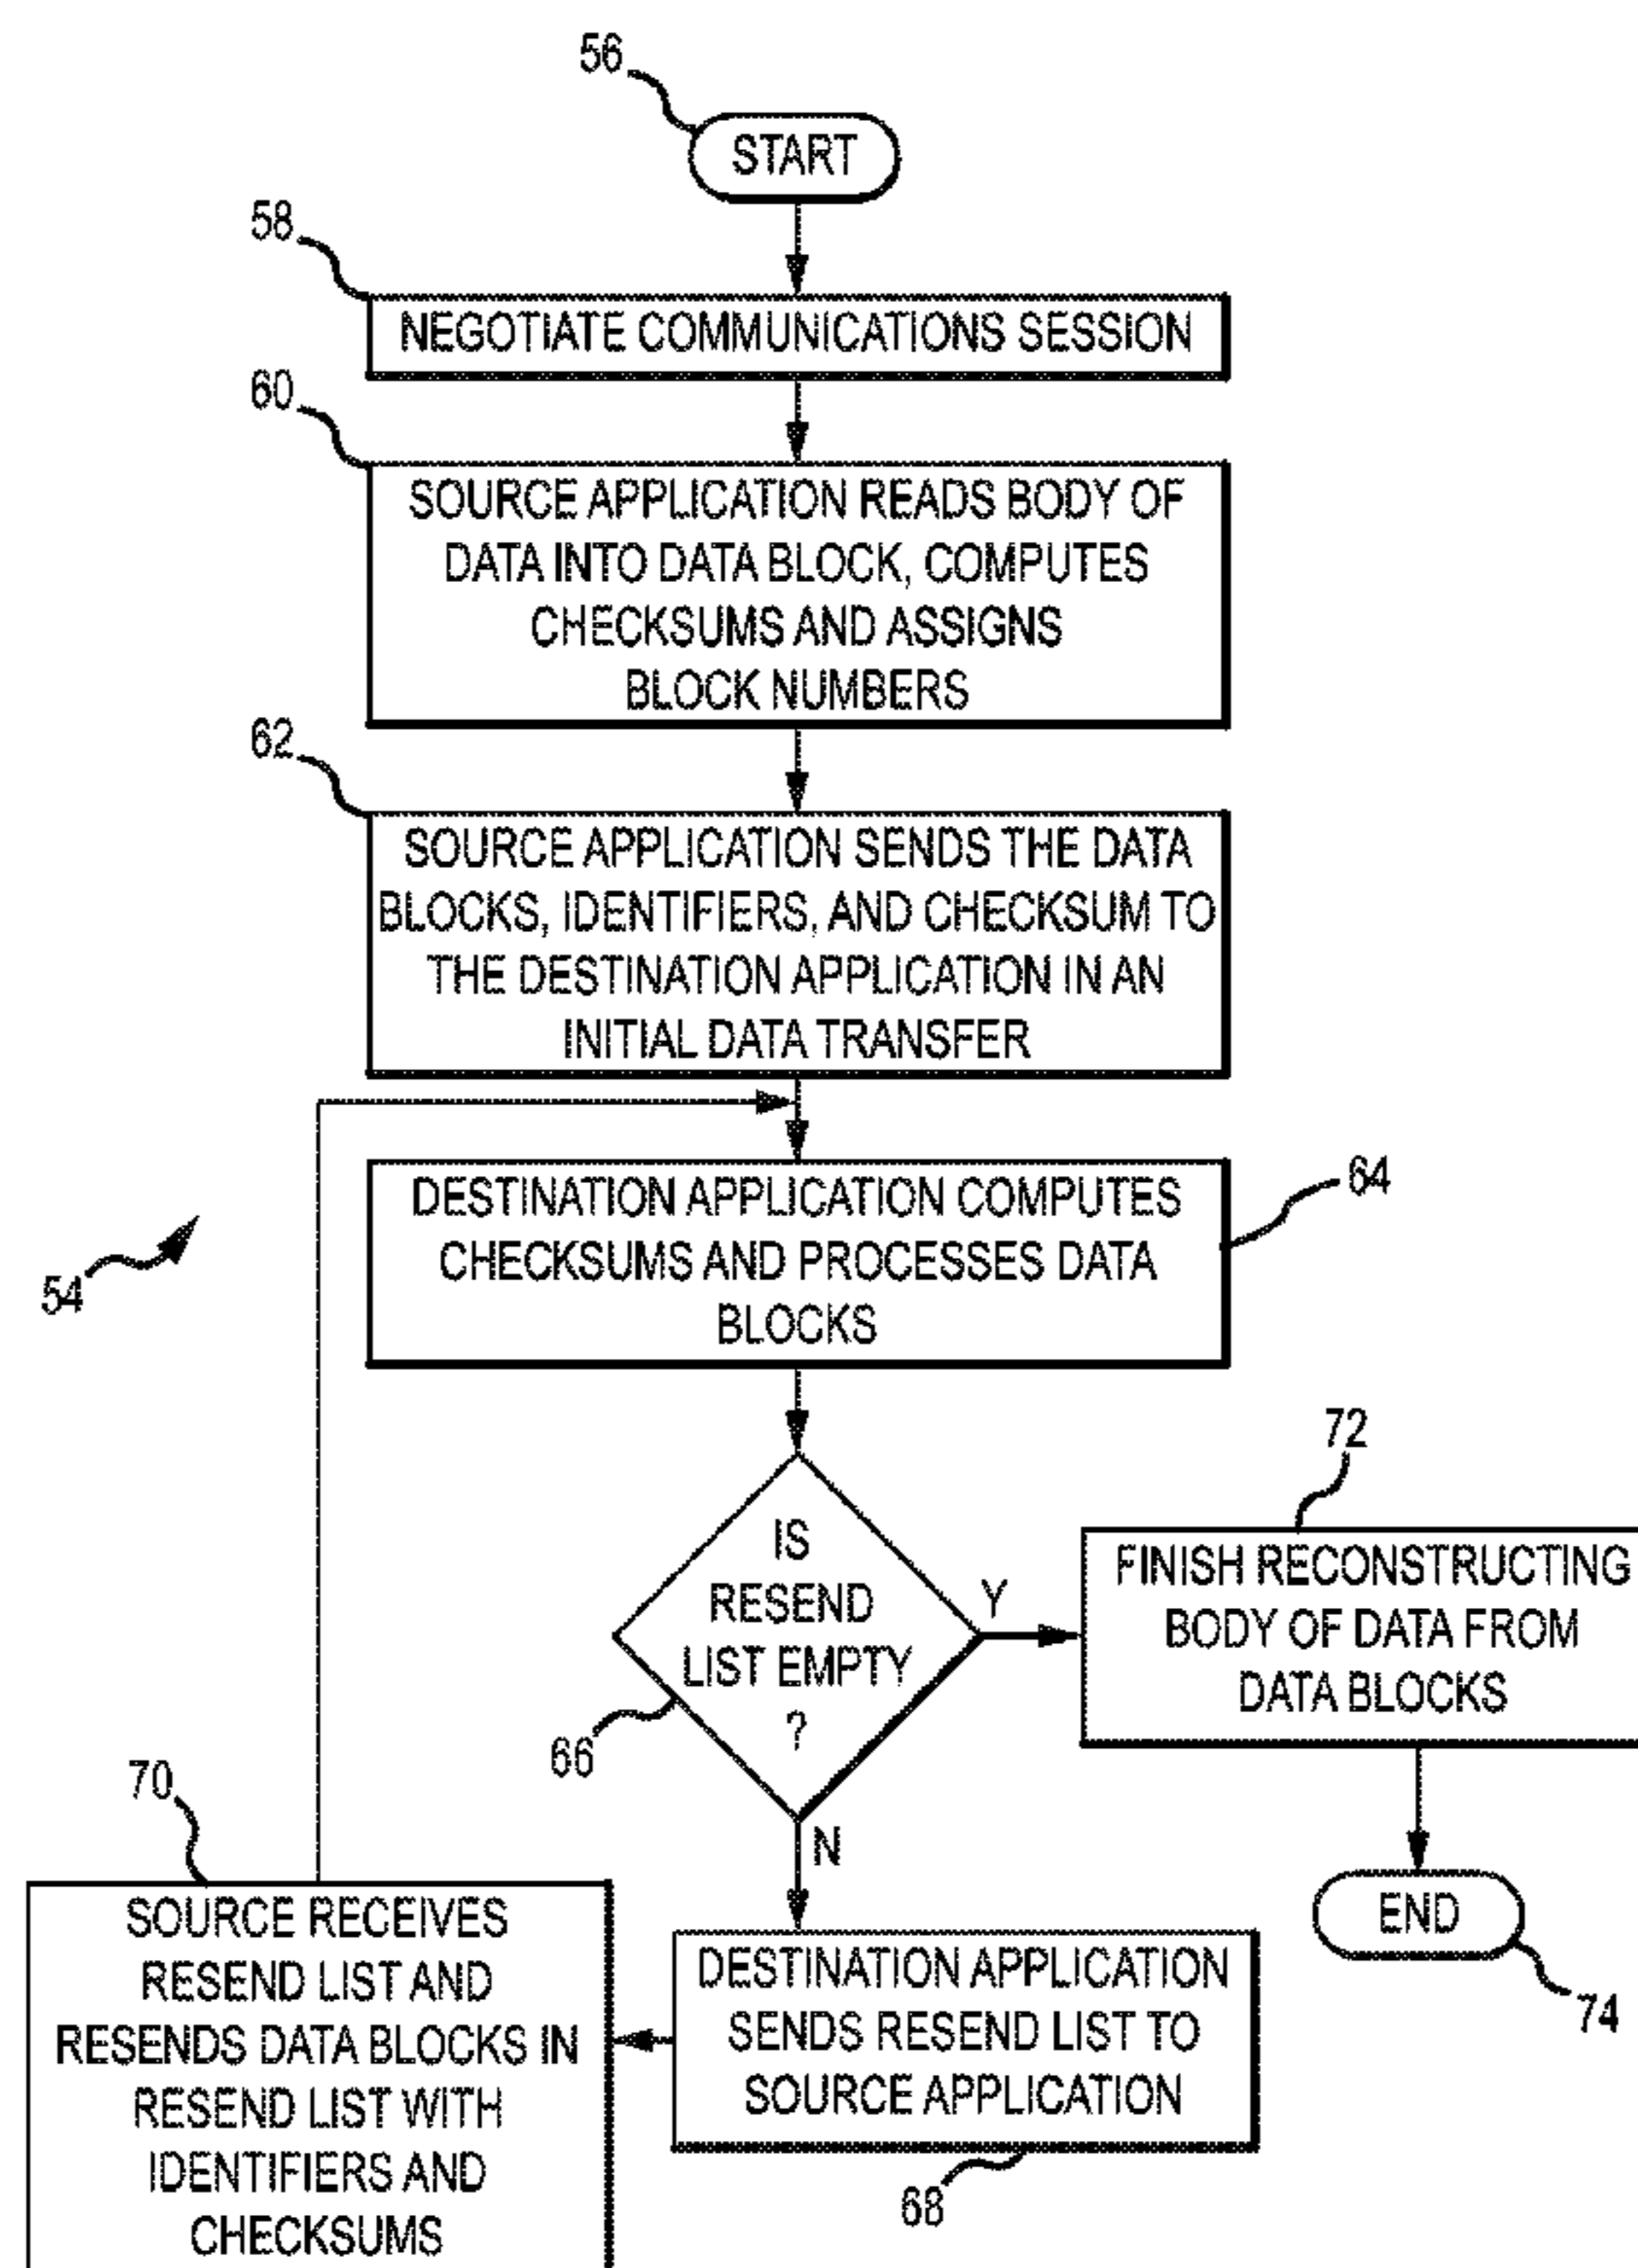 56
START
58
NEGOTIATE COMMUNICATIONS SESSION
60
SOURCE APPLICATION READS BODY OF
DATA INTO DATA BLOCK, COMPUTES
CHECKSUMS AND ASSIGNS
BLOCK NUMBERS
62
SOURCE APPLICATION SENDS THE DATA
BLOCKS, IDENTIFIERS, AND CHECKSUM TO
THE DESTINATION APPLICATION IN AN
INITIAL DATA TRANSFER
54
DESTINATION APPLICATION COMPUTES
CHECKSUMS AND PROCESSES DATA
BLOCKS
64
IS
RESEND
LIST EMPTY
?
66
Y
72
FINISH RECONSTRUCTING
BODY OF DATA FROM
DATA BLOCKS
END
74
N
DESTINATION APPLICATION
SENDS RESEND LIST TO
SOURCE APPLICATION
68
70
SOURCE RECEIVES
RESEND LIST AND
RESENDS DATA BLOCKS IN
RESEND LIST WITH
IDENTIFIERS AND
CHECKSUMS